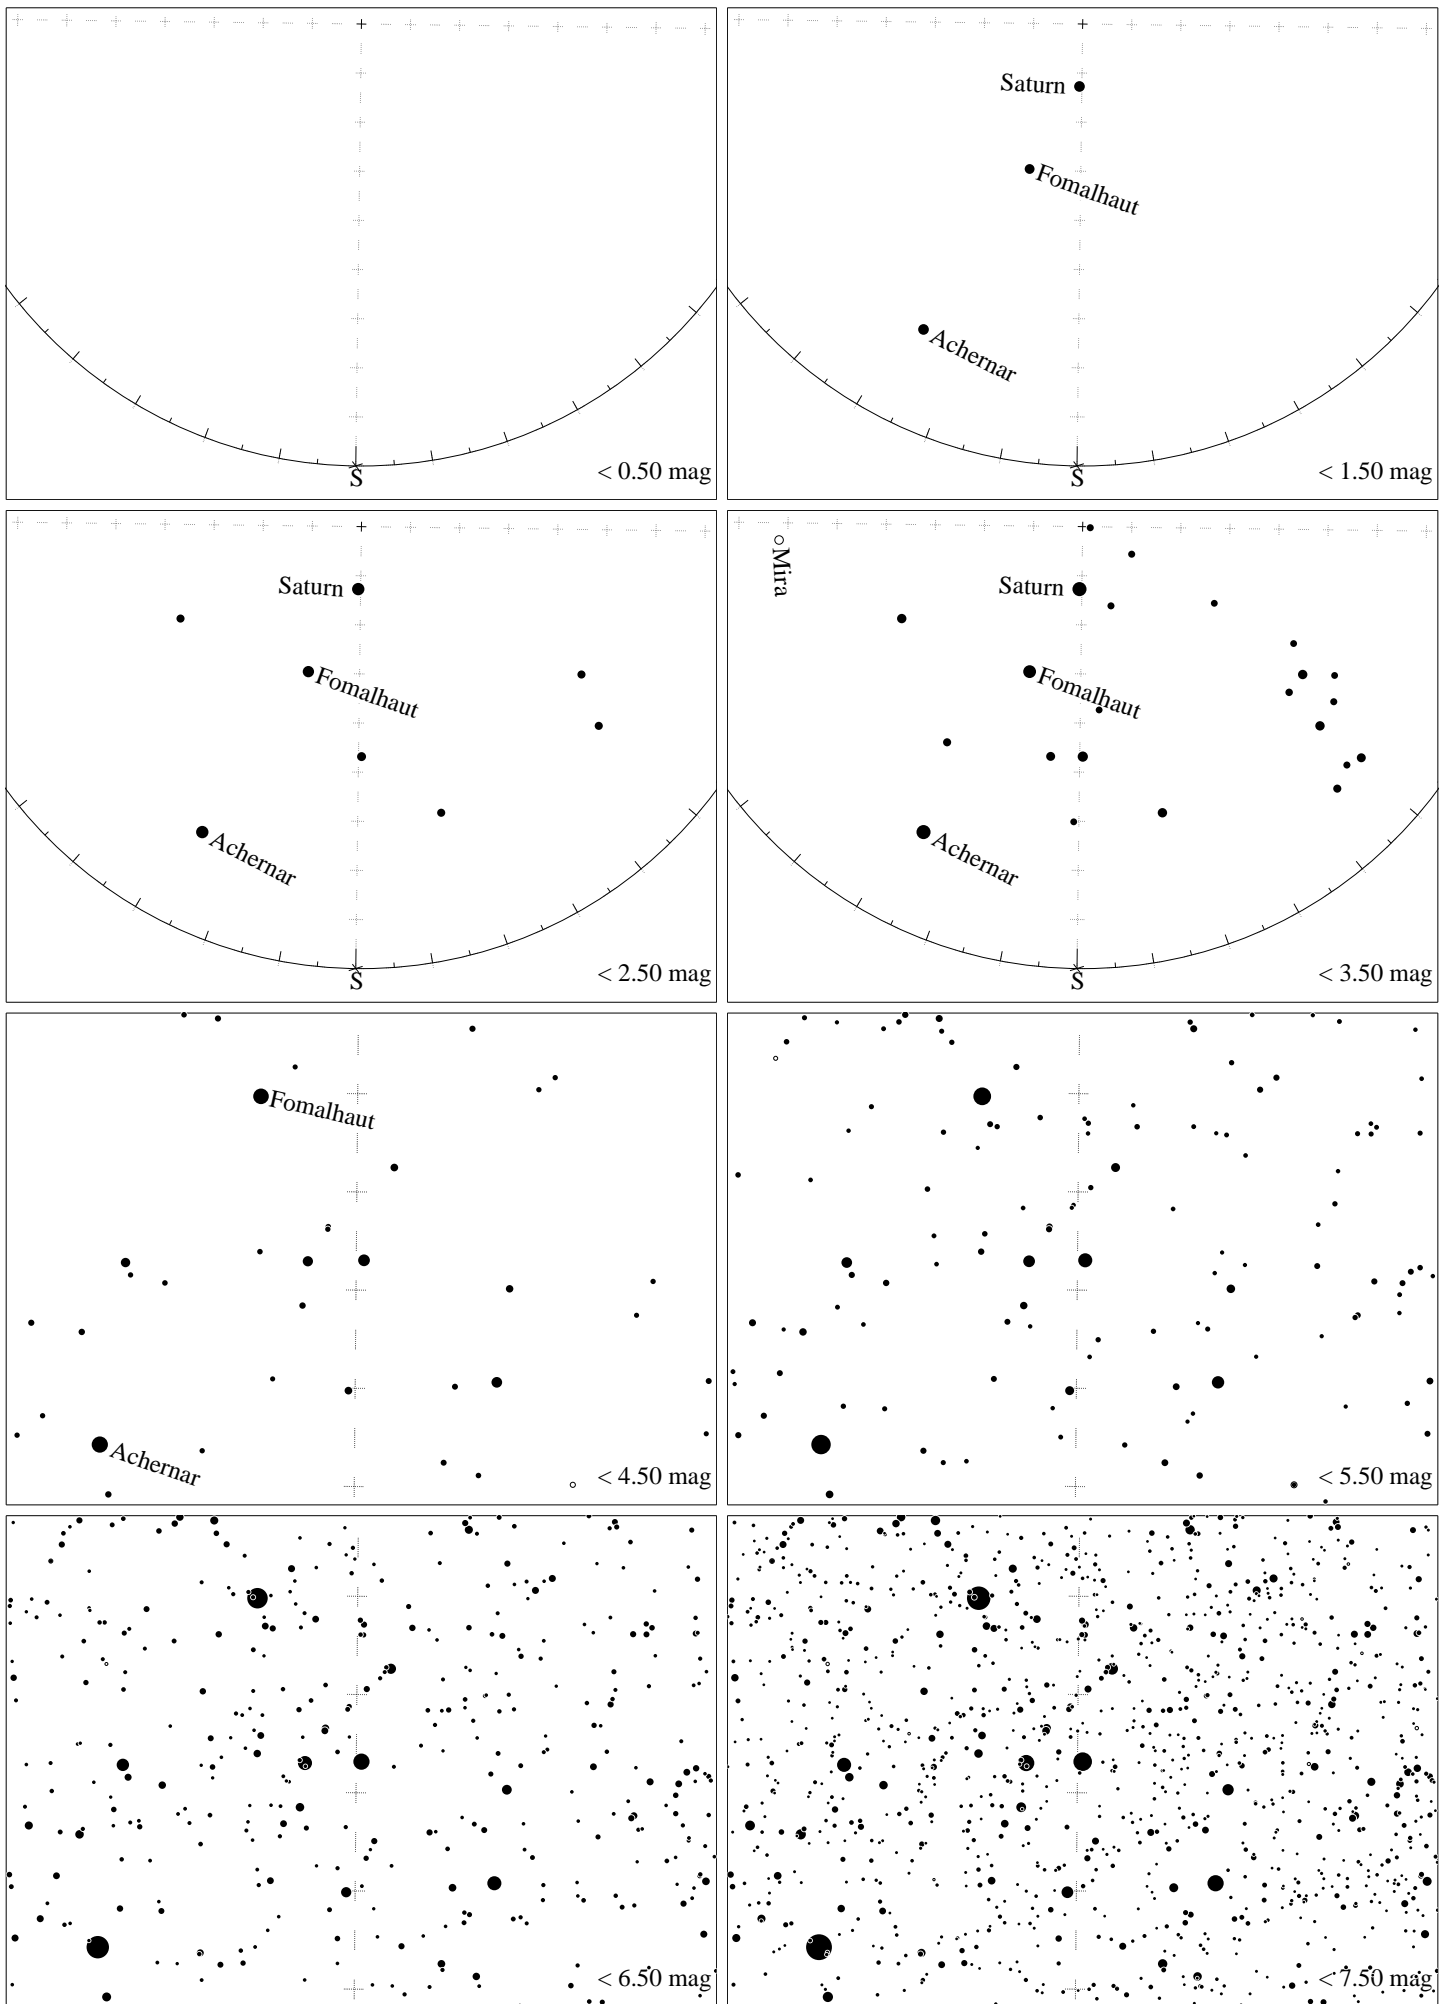 S
< 0.50 mag
Saturn
Fomalhaut
Achernar
S
< 1.50 mag
Saturn
Fomalhaut
Achernar
S
< 2.50 mag
Mira
Saturn
Fomalhaut
Achernar
S
< 3.50 mag
Fomalhaut
Achernar
< 4.50 mag
< 5.50 mag
< 6.50 mag
< 7.50 mag